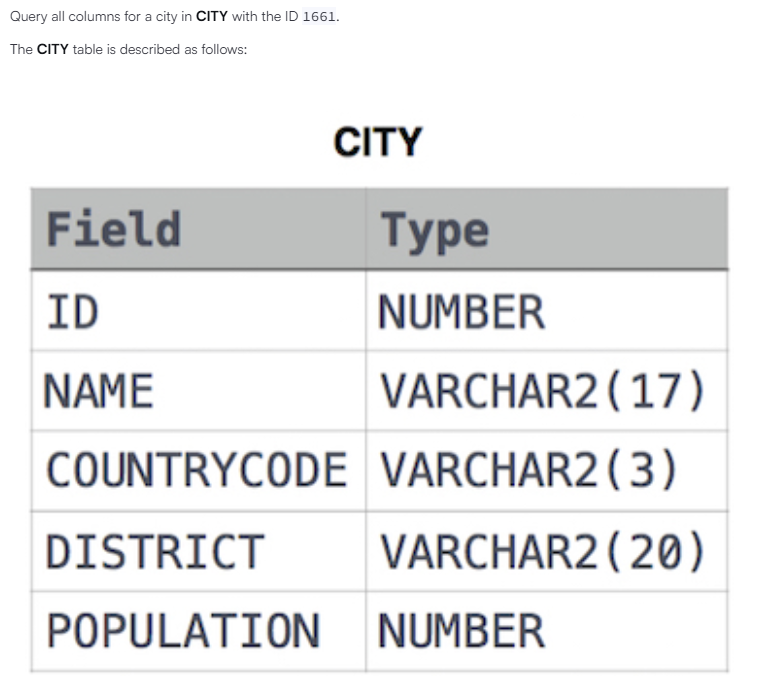 Query all columns for a city in CITY with the ID 1661.
The CITY table is described as follows:
CITY
Field Type
ID NUMBER
NAME VARCHAR2(17)
COUNTRYCODE VARCHAR2(3)
DISTRICT VARCHAR2(20)
POPULATION NUMBER